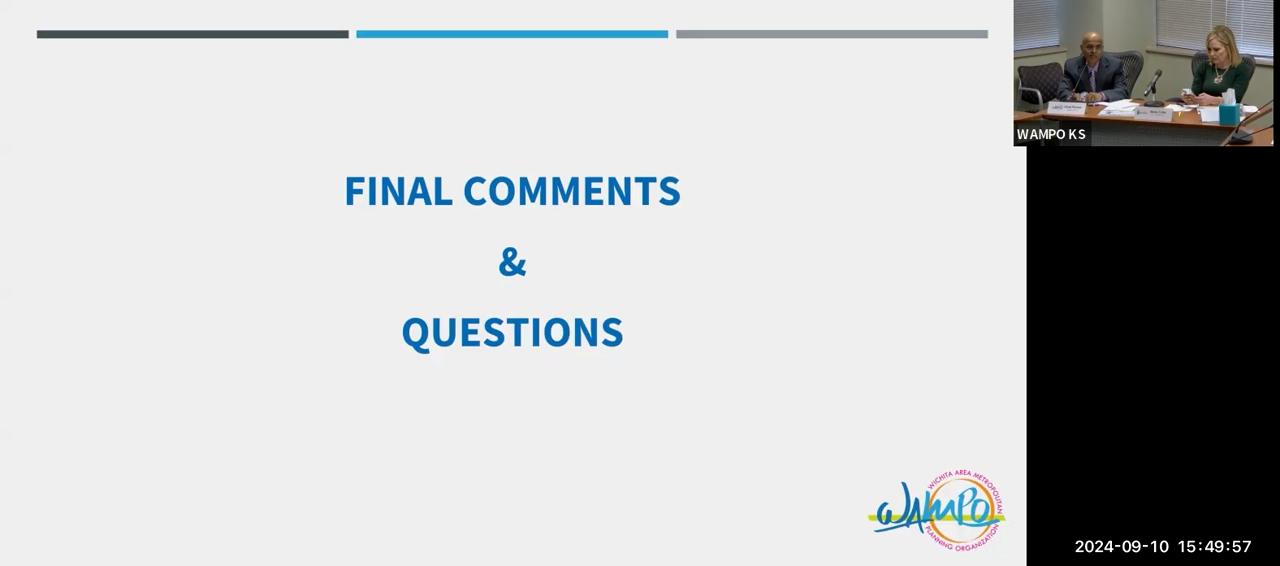 FINAL COMMENTS
&
QUESTIONS
WAMPO KS
WICHITA AREA METROPOLITAN
WAMPO
PLANNING ORGANIZATION
2024-09-10 15:49:57